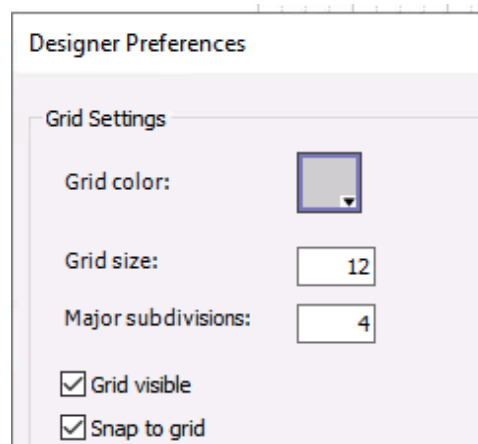 Designer Preferences
Grid Settings
Grid color:
Grid size: 12
Major subdivisions: 4
Grid visible
Snap to grid